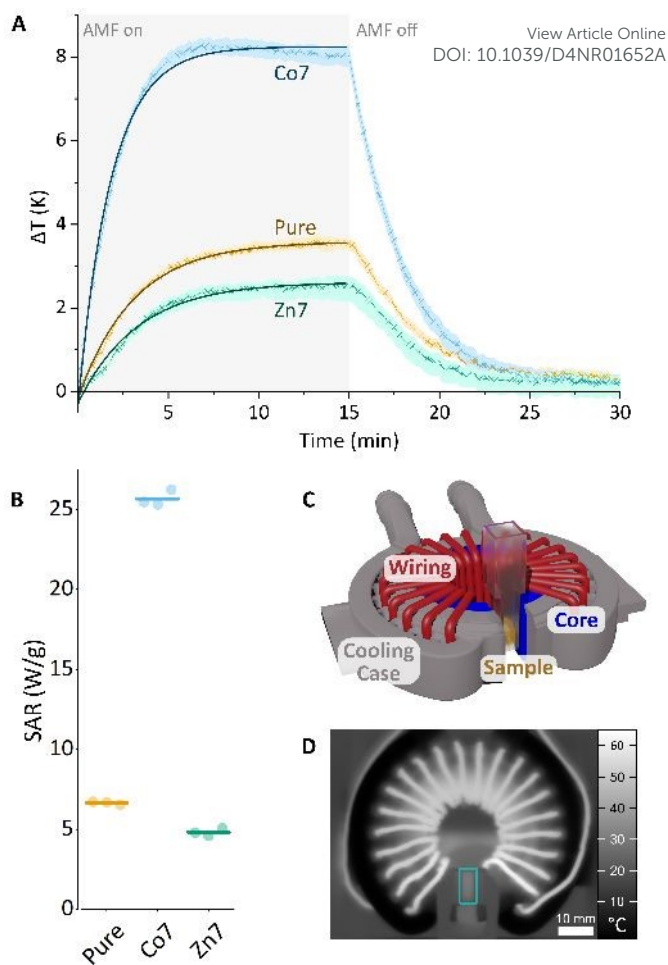 View Article Online
DOI: 10.1039/D4NR01652A
A
AMF on
AMF off
8
6
4
2
0
ΔT (K)
Co7
Pure
Zn7
5
10
15
20
25
30
Time (min)
B
25
20
15
10
5
0
SAR (W/g)
Pure
Co7
Zn7
C
Wiring
Core
Cooling
Case
Sample
D
60
50
40
30
20
10
°C
10 mm